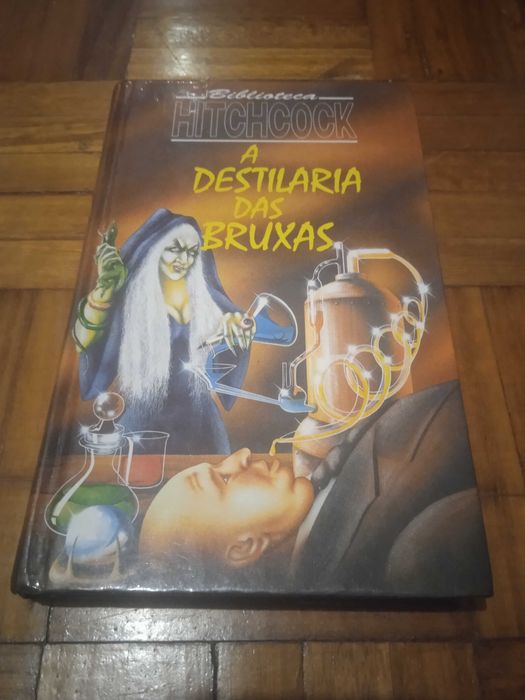 Biblioteca
HITCHCOCK
A
DESTILARIA
DAS
BRUXAS